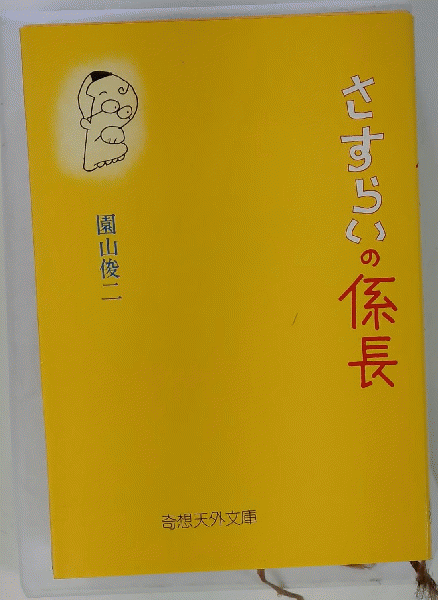 さすらいの係長
園山俊二
奇想天外文庫